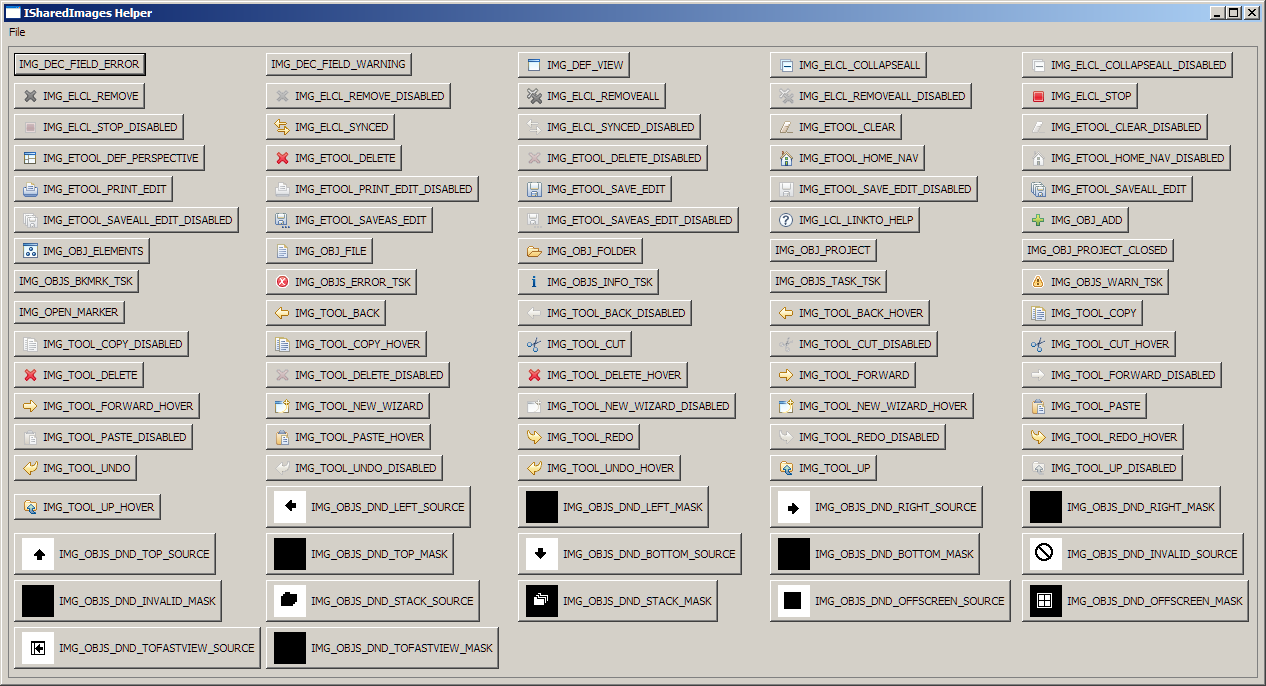 ISharedImages Helper
File
IMG_DEC_FIELD_ERROR IMG_DEC_FIELD_WARNING IMG_DEF_VIEW IMG_ELCL_COLLAPSEALL IMG_ELCL_COLLAPSEALL_DISABLED
IMG_ELCL_REMOVE IMG_ELCL_REMOVE_DISABLED IMG_ELCL_REMOVEALL IMG_ELCL_REMOVEALL_DISABLED IMG_ELCL_STOP
IMG_ELCL_STOP_DISABLED IMG_ELCL_SYNCED IMG_ELCL_SYNCED_DISABLED IMG_ETOOL_CLEAR IMG_ETOOL_CLEAR_DISABLED
IMG_ETOOL_DEF_PERSPECTIVE IMG_ETOOL_DELETE IMG_ETOOL_DELETE_DISABLED IMG_ETOOL_HOME_NAV IMG_ETOOL_HOME_NAV_DISABLED
IMG_ETOOL_PRINT_EDIT IMG_ETOOL_PRINT_EDIT_DISABLED IMG_ETOOL_SAVE_EDIT IMG_ETOOL_SAVE_EDIT_DISABLED IMG_ETOOL_SAVEALL_EDIT
IMG_ETOOL_SAVEALL_EDIT_DISABLED IMG_ETOOL_SAVEAS_EDIT IMG_ETOOL_SAVEAS_EDIT_DISABLED IMG_LCL_LINKTO_HELP IMG_OBJ_ADD
IMG_OBJ_ELEMENTS IMG_OBJ_FILE IMG_OBJ_FOLDER IMG_OBJ_PROJECT IMG_OBJ_PROJECT_CLOSED
IMG_OBJS_BKMRK_TSK IMG_OBJS_ERROR_TSK IMG_OBJS_INFO_TSK IMG_OBJS_TASK_TSK IMG_OBJS_WARN_TSK
IMG_OPEN_MARKER IMG_TOOL_BACK IMG_TOOL_BACK_DISABLED IMG_TOOL_BACK_HOVER IMG_TOOL_COPY
IMG_TOOL_COPY_DISABLED IMG_TOOL_COPY_HOVER IMG_TOOL_CUT IMG_TOOL_CUT_DISABLED IMG_TOOL_CUT_HOVER
IMG_TOOL_DELETE IMG_TOOL_DELETE_DISABLED IMG_TOOL_DELETE_HOVER IMG_TOOL_FORWARD IMG_TOOL_FORWARD_DISABLED
IMG_TOOL_FORWARD_HOVER IMG_TOOL_NEW_WIZARD IMG_TOOL_NEW_WIZARD_DISABLED IMG_TOOL_NEW_WIZARD_HOVER IMG_TOOL_PASTE
IMG_TOOL_PASTE_DISABLED IMG_TOOL_PASTE_HOVER IMG_TOOL_REDO IMG_TOOL_REDO_DISABLED IMG_TOOL_REDO_HOVER
IMG_TOOL_UNDO IMG_TOOL_UNDO_DISABLED IMG_TOOL_UNDO_HOVER IMG_TOOL_UP IMG_TOOL_UP_DISABLED
IMG_TOOL_UP_HOVER IMG_OBJS_DND_LEFT_SOURCE IMG_OBJS_DND_LEFT_MASK IMG_OBJS_DND_RIGHT_SOURCE IMG_OBJS_DND_RIGHT_MASK
IMG_OBJS_DND_TOP_SOURCE IMG_OBJS_DND_TOP_MASK IMG_OBJS_DND_BOTTOM_SOURCE IMG_OBJS_DND_BOTTOM_MASK IMG_OBJS_DND_INVALID_SOURCE
IMG_OBJS_DND_INVALID_MASK IMG_OBJS_DND_STACK_SOURCE IMG_OBJS_DND_STACK_MASK IMG_OBJS_DND_OFFSCREEN_SOURCE IMG_OBJS_DND_OFFSCREEN_MASK
IMG_OBJS_DND_TOFASTVIEW_SOURCE IMG_OBJS_DND_TOFASTVIEW_MASK